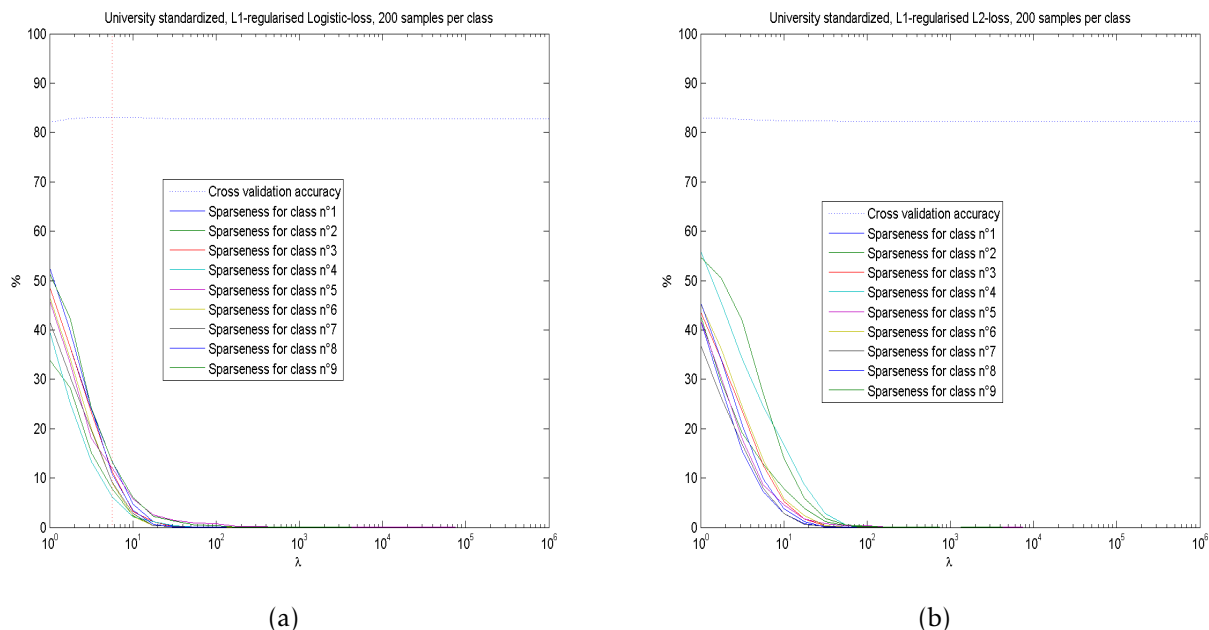 University standardized, L1-regularised Logistic-loss, 200 samples per class
100
90
80
70
60
50
40
30
20
10
0
%
Cross validation accuracy
Sparseness for class n°1
Sparseness for class n°2
Sparseness for class n°3
Sparseness for class n°4
Sparseness for class n°5
Sparseness for class n°6
Sparseness for class n°7
Sparseness for class n°8
Sparseness for class n°9
10^0 10^1 10^2 10^3 10^4 10^5 10^6
λ
(a)
University standardized, L1-regularised L2-loss, 200 samples per class
100
90
80
70
60
50
40
30
20
10
0
%
Cross validation accuracy
Sparseness for class n°1
Sparseness for class n°2
Sparseness for class n°3
Sparseness for class n°4
Sparseness for class n°5
Sparseness for class n°6
Sparseness for class n°7
Sparseness for class n°8
Sparseness for class n°9
10^0 10^1 10^2 10^3 10^4 10^5 10^6
λ
(b)